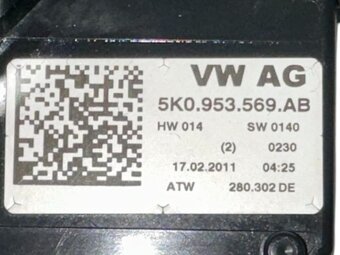 VW AG
5K0.953.569.AB
HW 014 SW 0140
(2) 0230
17.02.2011 04:25
ATW 280.302 DE